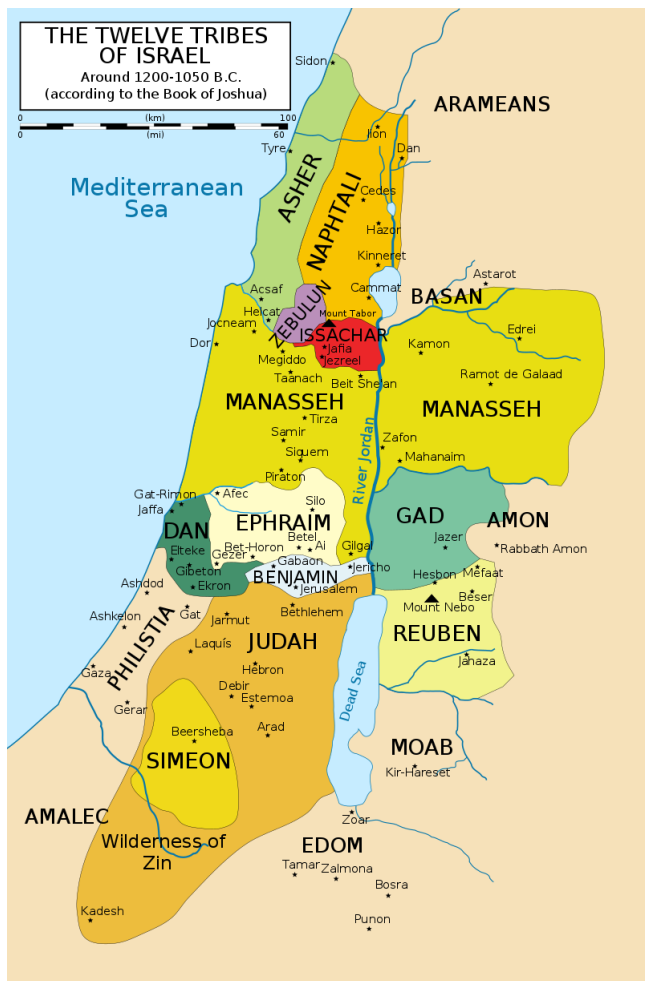 THE TWELVE TRIBES
OF ISRAEL
Around 1200-1050 B.C.
(according to the Book of Joshua)
0 (km) 100
0 (mi) 60
Sidon
ARAMEANS
Ijon
Tyre
Dan
Mediterranean
Sea
ASHER
NAPHTALI
Cedes
Hazor
Kinneret
Astarot
Cammat
BASAN
Acsaf
Helcat
ZEBULUN
Mount Tabor
Jocneam
ISSACHAR
Edrei
Dor
Jafia
Kamon
Megiddo
Jezreel
Taanach
Beit Shelan
Ramot de Galaad
MANASSEH
MANASSEH
Tirza
Samir
River Jordan
Zafon
Siquem
Mahanaim
Piraton
Gat-Rimon
Afec
Jaffa
Silo
DAN
EPHRAIM
GAD
AMON
Betel
Jazer
Elteke
Bet-Horon
Ai
Gilgal
Rabbath Amon
Gezer
Gabaon
Jericho
Gibeton
BENJAMIN
Hesbon
Mefaat
Ashdod
Ekron
Jerusalem
Beser
Mount Nebo
PHILISTIA
Gat
Bethlehem
Ashkelon
Jarmut
REUBEN
JUDAH
Laquís
Jahaza
Gaza
Hebron
Dead Sea
Debir
Estemoa
Gerar
Beersheba
Arad
MOAB
SIMEON
Kir-Hareset
AMALEC
Zoar
Wilderness of
Zin
EDOM
Tamar
Zalmona
Bosra
Kadesh
Punon